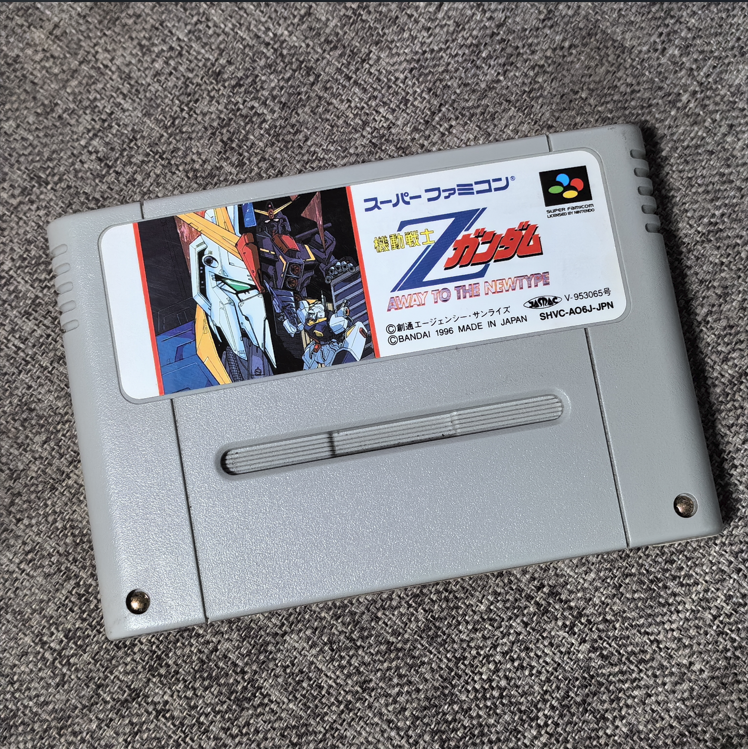 スーパーファミコン®
SUPER FAMICOM
LICENSED BY NINTENDO
機動戦士
Zガンダム
AWAY TO THE NEWTYPE
JASRAC V-953065号
©創通エージェンシー・サンライズ
©BANDAI 1996 MADE IN JAPAN
SHVC-AO6J-JPN